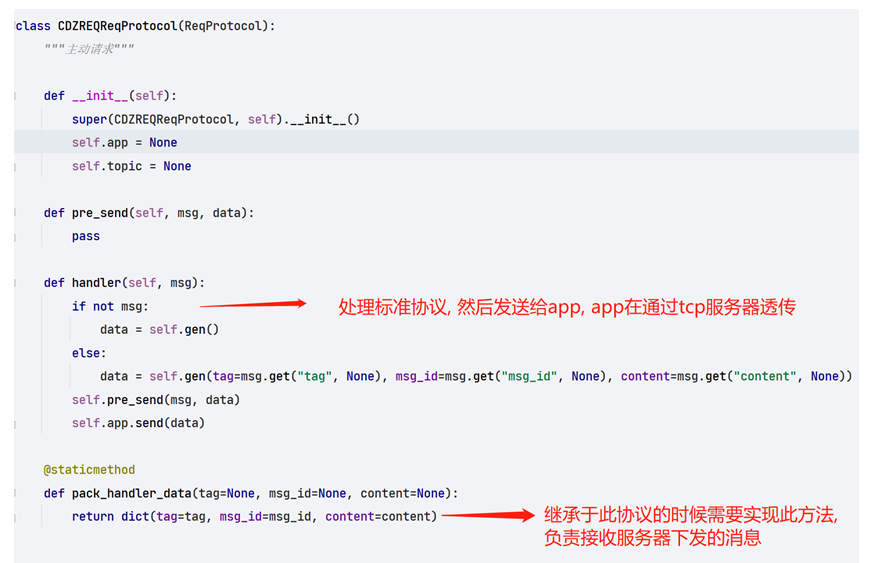 class CDZREQReqProtocol(ReqProtocol):
"""主动请求"""
def __init__(self):
super(CDZREQReqProtocol, self).__init__()
self.app = None
self.topic = None
def pre_send(self, msg, data):
pass
def handler(self, msg):
if not msg:
处理标准协议, 然后发送给app, app在通过tcp服务器透传
data = self.gen()
else:
data = self.gen(tag=msg.get("tag", None), msg_id=msg.get("msg_id", None), content=msg.get("content", None))
self.pre_send(msg, data)
self.app.send(data)
@staticmethod
def pack_handler_data(tag=None, msg_id=None, content=None):
return dict(tag=tag, msg_id=msg_id, content=content)
继承于此协议的时候需要实现此方法,
负责接收服务器下发的消息